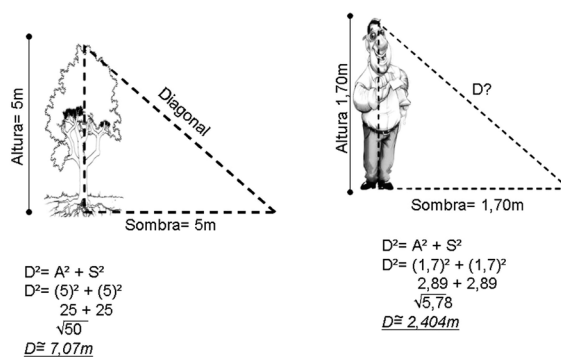 Altura= 5m
Diagonal
Sombra= 5m
D²= A² + S²
D²= (5)² + (5)²
25 + 25
√50
D≅ 7,07m
Altura 1,70m
D?
Sombra= 1,70m
D²= A² + S²
D²= (1,7)² + (1,7)²
2,89 + 2,89
√5,78
D≅ 2,404m